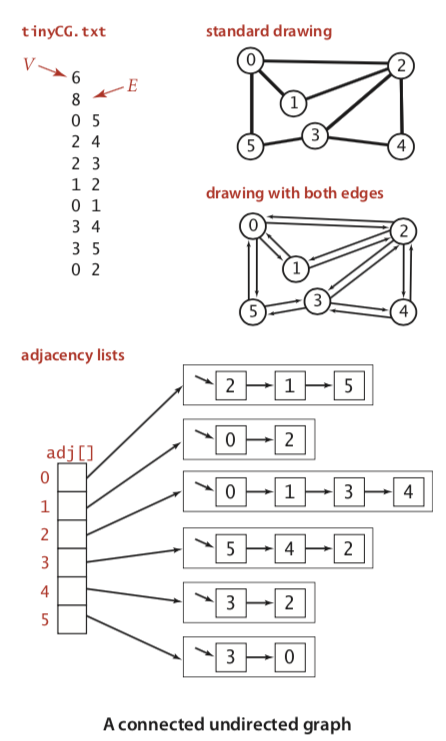 tinyCG.txt
V
6
E
8
0 5
2 4
2 3
1 2
0 1
3 4
3 5
0 2
standard drawing
0
2
1
3
5
4
drawing with both edges
0
2
1
3
5
4
adjacency lists
adj[]
0
2 1 5
1
0 2
2
0 1 3 4
3
5 4 2
4
3 2
5
3 0
A connected undirected graph